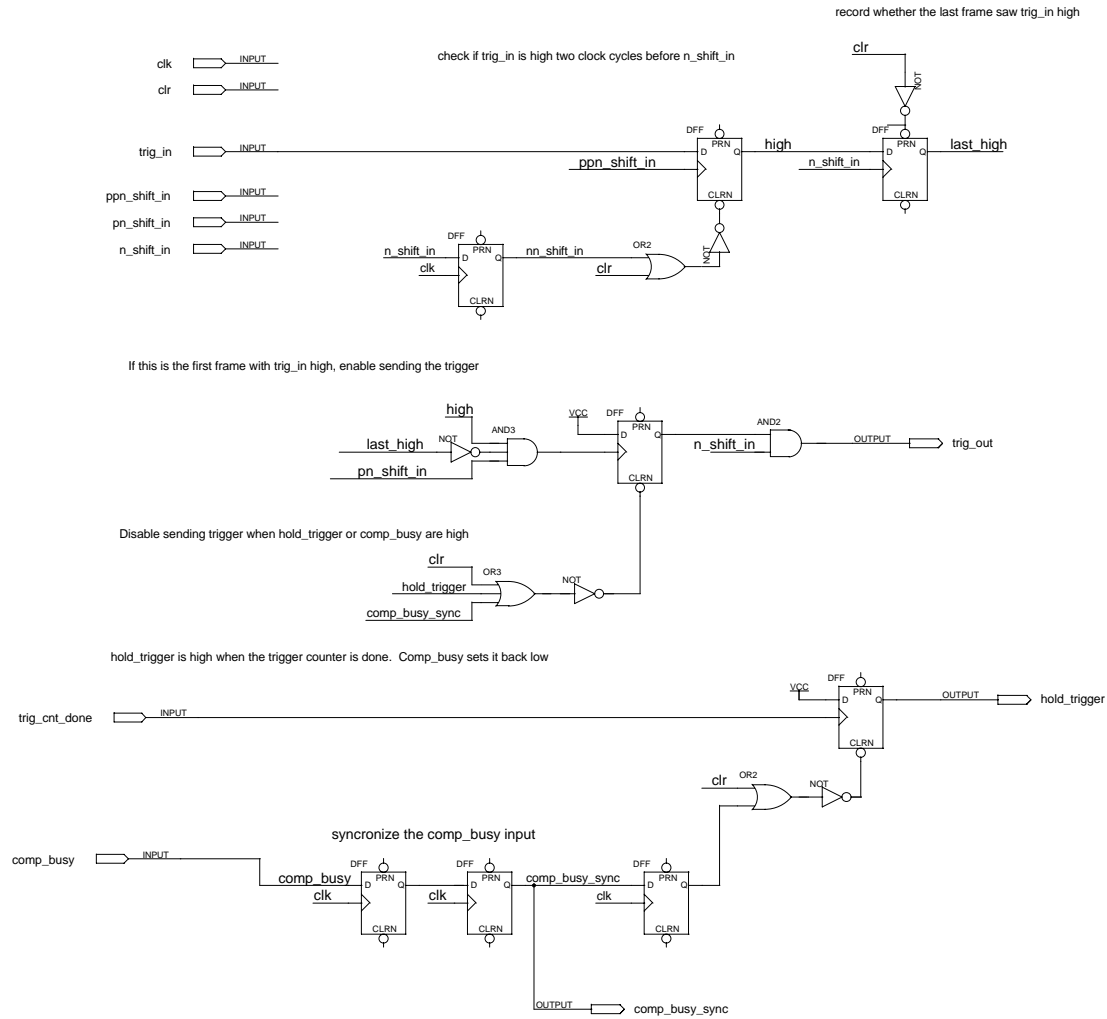 record whether the last frame saw trig_in high
check if trig_in is high two clock cycles before n_shift_in
clr
clk INPUT
clr INPUT
NOT
DFF
DFF
trig_in INPUT
D PRN Q
high
D PRN Q
last_high
ppn_shift_in
n_shift_in
ppn_shift_in INPUT
CLRN
CLRN
pn_shift_in INPUT
n_shift_in INPUT
DFF
n_shift_in
D PRN Q
nn_shift_in
OR2
NOT
clk
clr
CLRN
If this is the first frame with trig_in high, enable sending the trigger
high
VCC
DFF
AND3
AND2
last_high
NOT
D PRN Q
n_shift_in
OUTPUT
trig_out
pn_shift_in
CLRN
Disable sending trigger when hold_trigger or comp_busy are high
clr
OR3
hold_trigger
NOT
comp_busy_sync
hold_trigger is high when the trigger counter is done. Comp_busy sets it back low
DFF
VCC
D PRN Q
OUTPUT
hold_trigger
trig_cnt_done INPUT
CLRN
clr
OR2
NOT
syncronize the comp_busy input
comp_busy INPUT
DFF
DFF
DFF
comp_busy
D PRN Q
D PRN Q
comp_busy_sync
D PRN Q
clk
clk
clk
CLRN
CLRN
CLRN
OUTPUT
comp_busy_sync